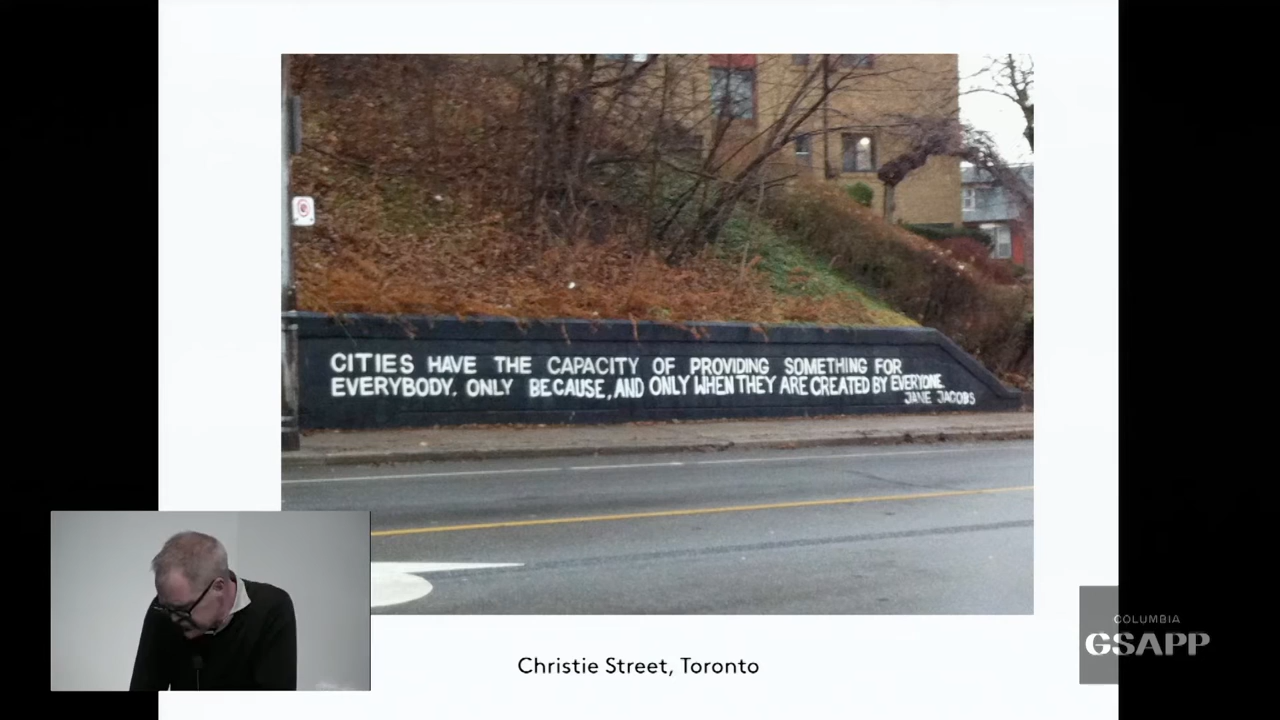 CITIES HAVE THE CAPACITY OF PROVIDING SOMETHING FOR
EVERYBODY. ONLY BECAUSE, AND ONLY WHEN THEY ARE CREATED BY EVERYONE
JANE JACOBS
Christie Street, Toronto
COLUMBIA
GSAPP